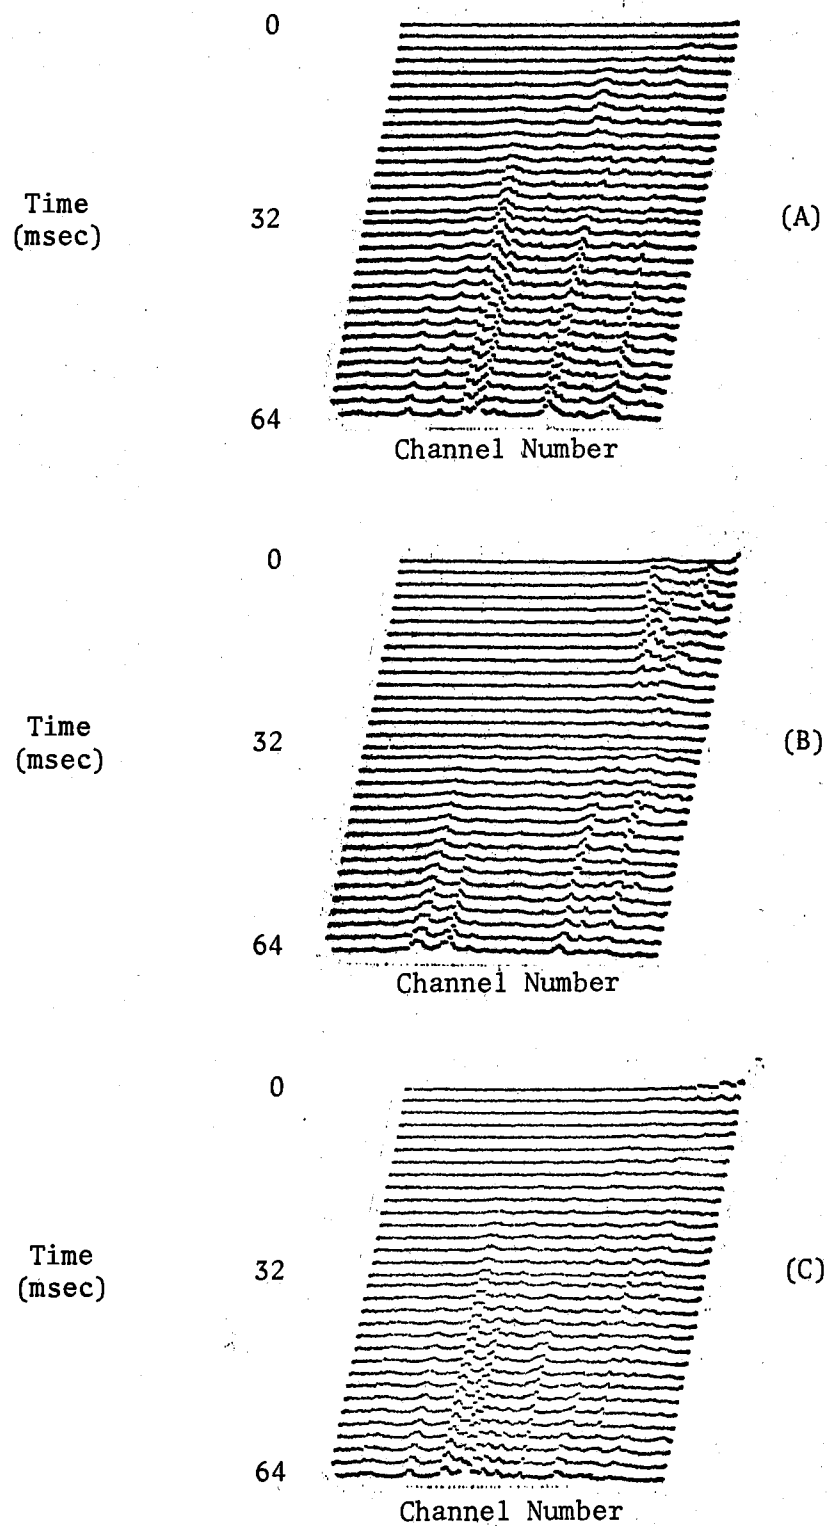 0
Time
(msec)
32
(A)
64
Channel Number
0
Time
(msec)
32
(B)
64
Channel Number
0
Time
(msec)
32
(C)
64
Channel Number